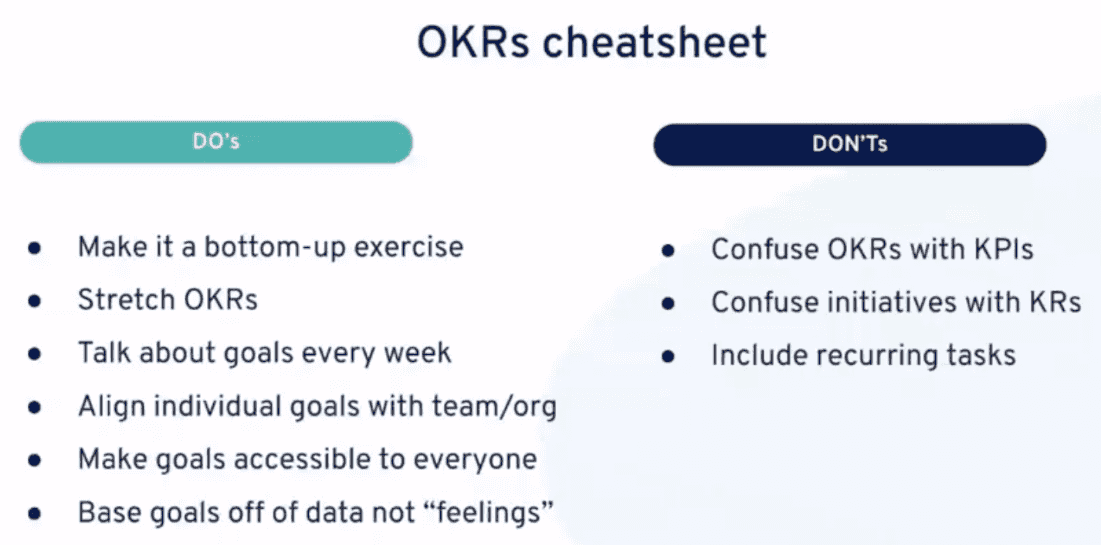 OKRs cheatsheet
DO's
• Make it a bottom-up exercise
• Stretch OKRs
• Talk about goals every week
• Align individual goals with team/org
• Make goals accessible to everyone
• Base goals off of data not “feelings”
DON'Ts
• Confuse OKRs with KPIs
• Confuse initiatives with KRs
• Include recurring tasks